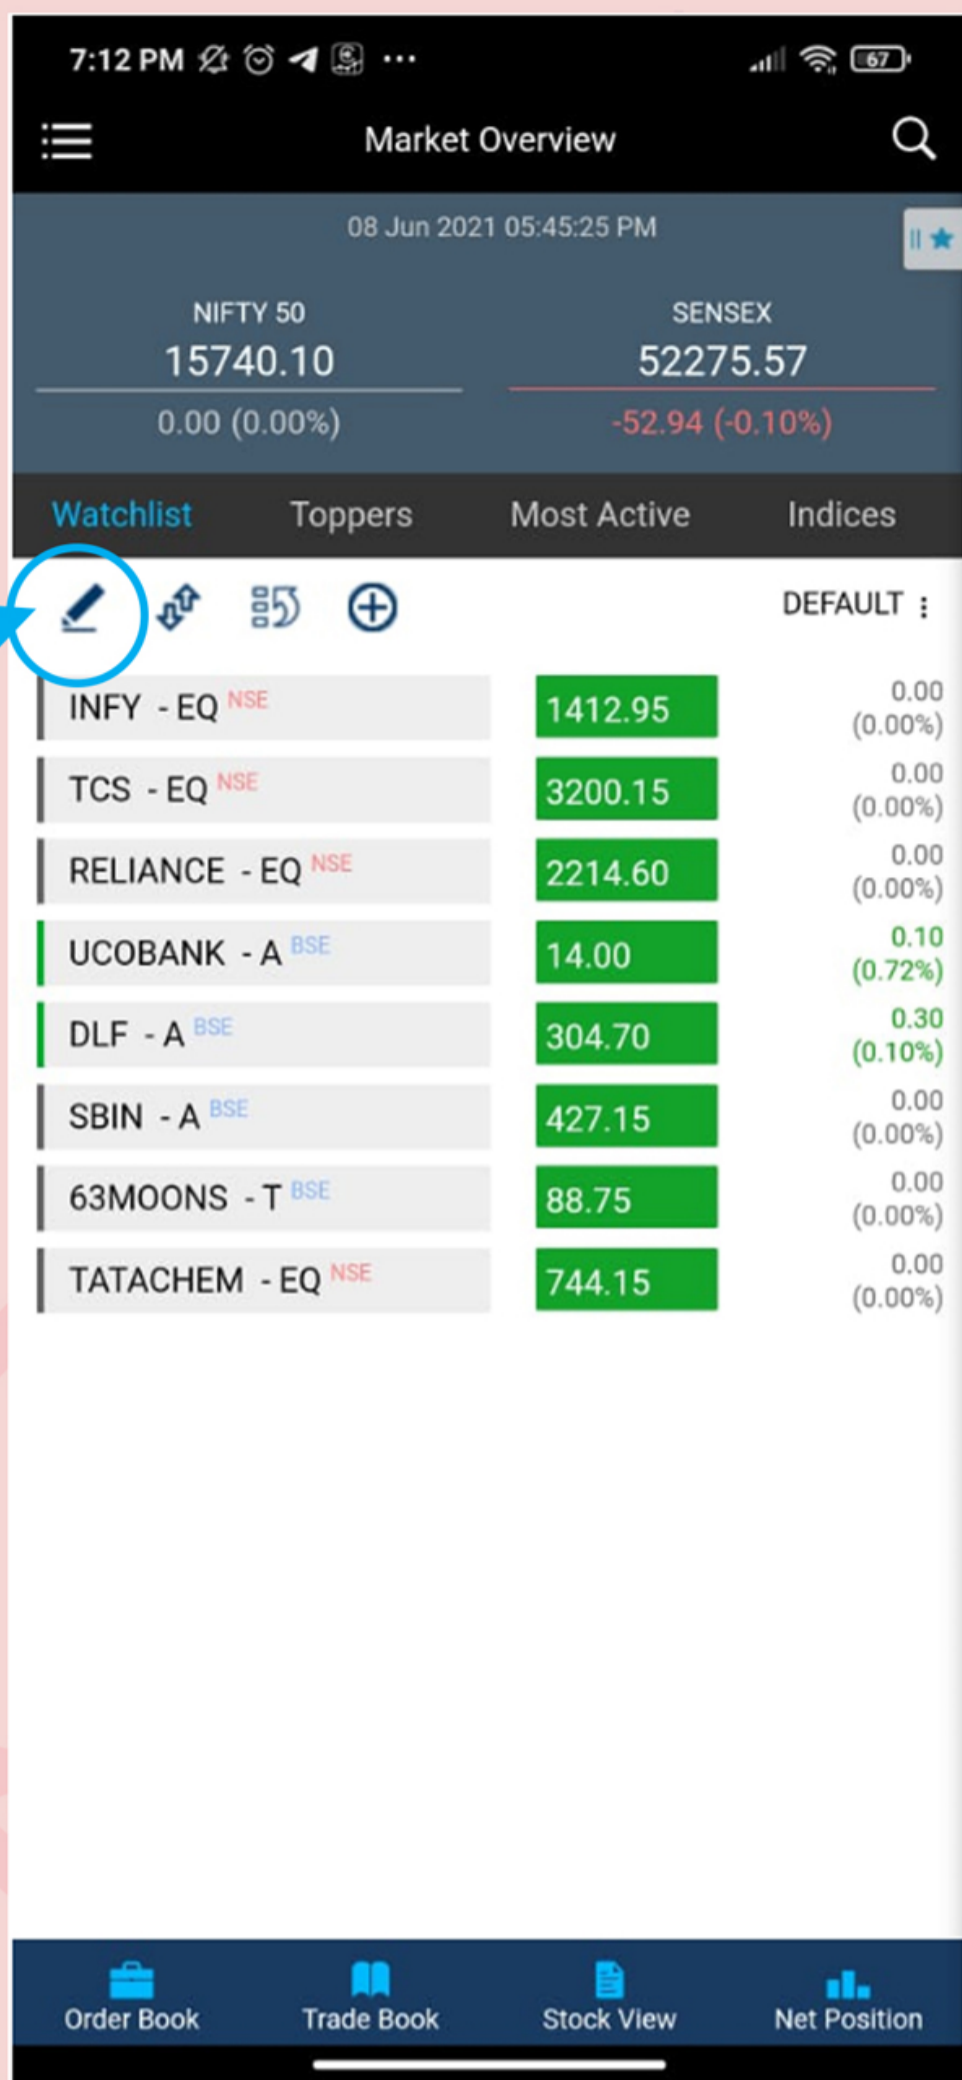 7:12 PM ... 67
Market Overview
08 Jun 2021 05:45:25 PM
NIFTY 50 SENSEX
15740.10 52275.57
0.00 (0.00%) -52.94 (-0.10%)
Watchlist Toppers Most Active Indices
DEFAULT
INFY - EQ NSE 1412.95 0.00 (0.00%)
TCS - EQ NSE 3200.15 0.00 (0.00%)
RELIANCE - EQ NSE 2214.60 0.00 (0.00%)
UCOBANK - A BSE 14.00 0.10 (0.72%)
DLF - A BSE 304.70 0.30 (0.10%)
SBIN - A BSE 427.15 0.00 (0.00%)
63MOONS - T BSE 88.75 0.00 (0.00%)
TATACHEM - EQ NSE 744.15 0.00 (0.00%)
Order Book Trade Book Stock View Net Position